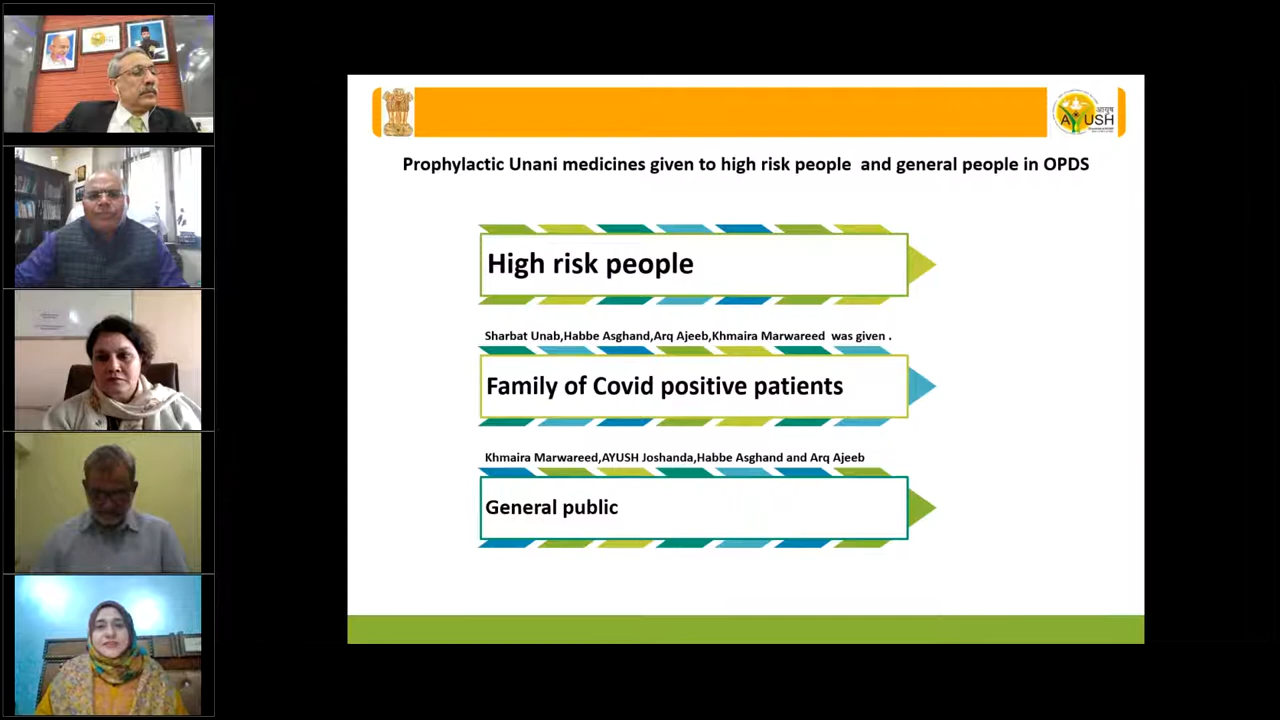 आयुष
AYUSH
Prophylactic Unani medicines given to high risk people and general people in OPDS
High risk people
Sharbat Unab,Habbe Asghand,Arq Ajeeb,Khmaira Marwareed was given .
Family of Covid positive patients
Khmaira Marwareed,AYUSH Joshanda,Habbe Asghand and Arq Ajeeb
General public